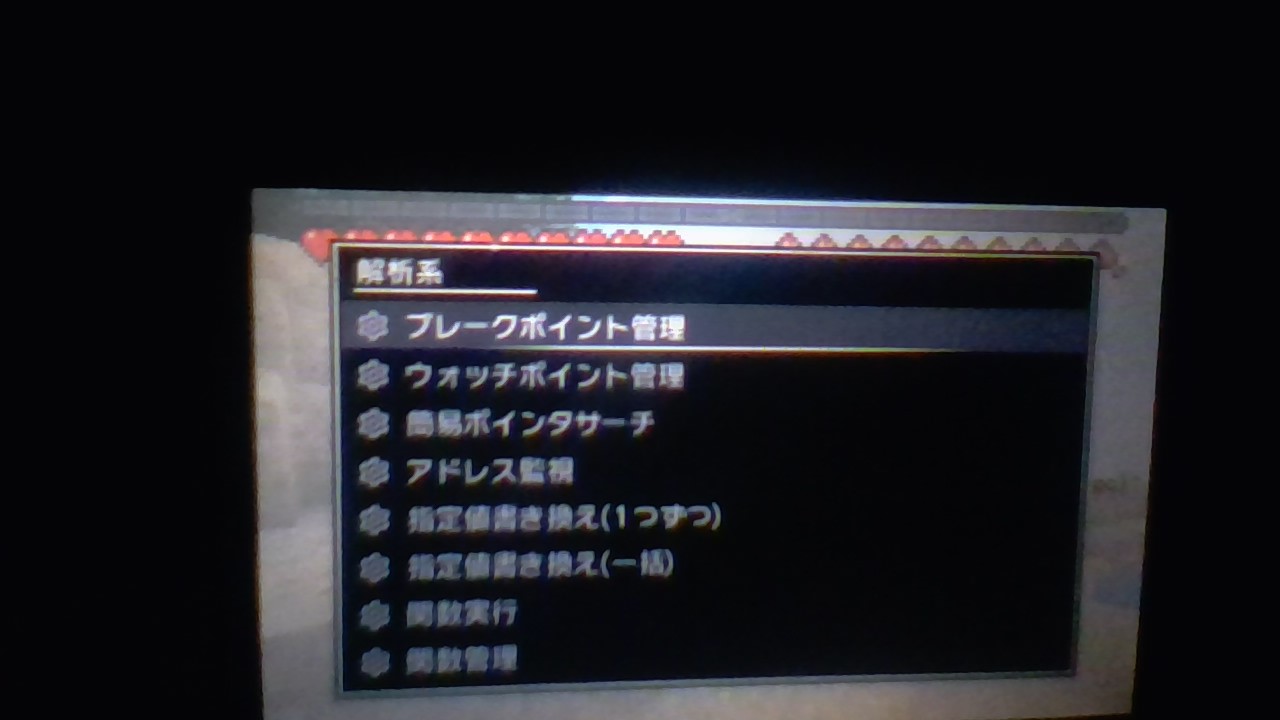 解析系
ブレークポイント管理
ウォッチポイント管理
簡易ポインタサーチ
アドレス監視
指定値書き換え(1つずつ)
指定値書き換え(一括)
関数実行
関数管理